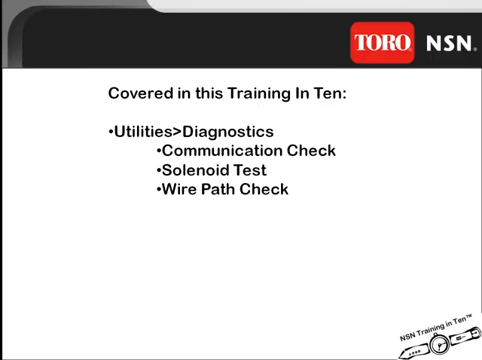 TORO NSN®
Covered in this Training In Ten:
•Utilities>Diagnostics
•Communication Check
•Solenoid Test
•Wire Path Check
NSN Training in Ten™